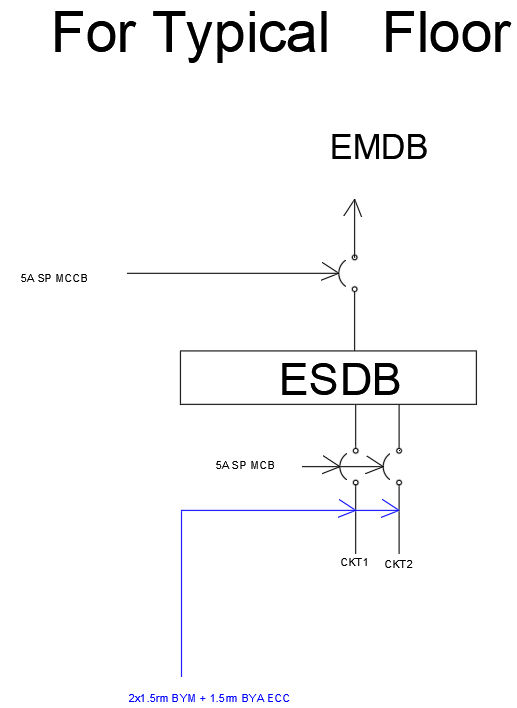 For Typical Floor
EMDB
5A SP MCCB
ESDB
5A SP MCB
CKT1 CKT2
2x1.5rm BYM + 1.5rm BYA ECC